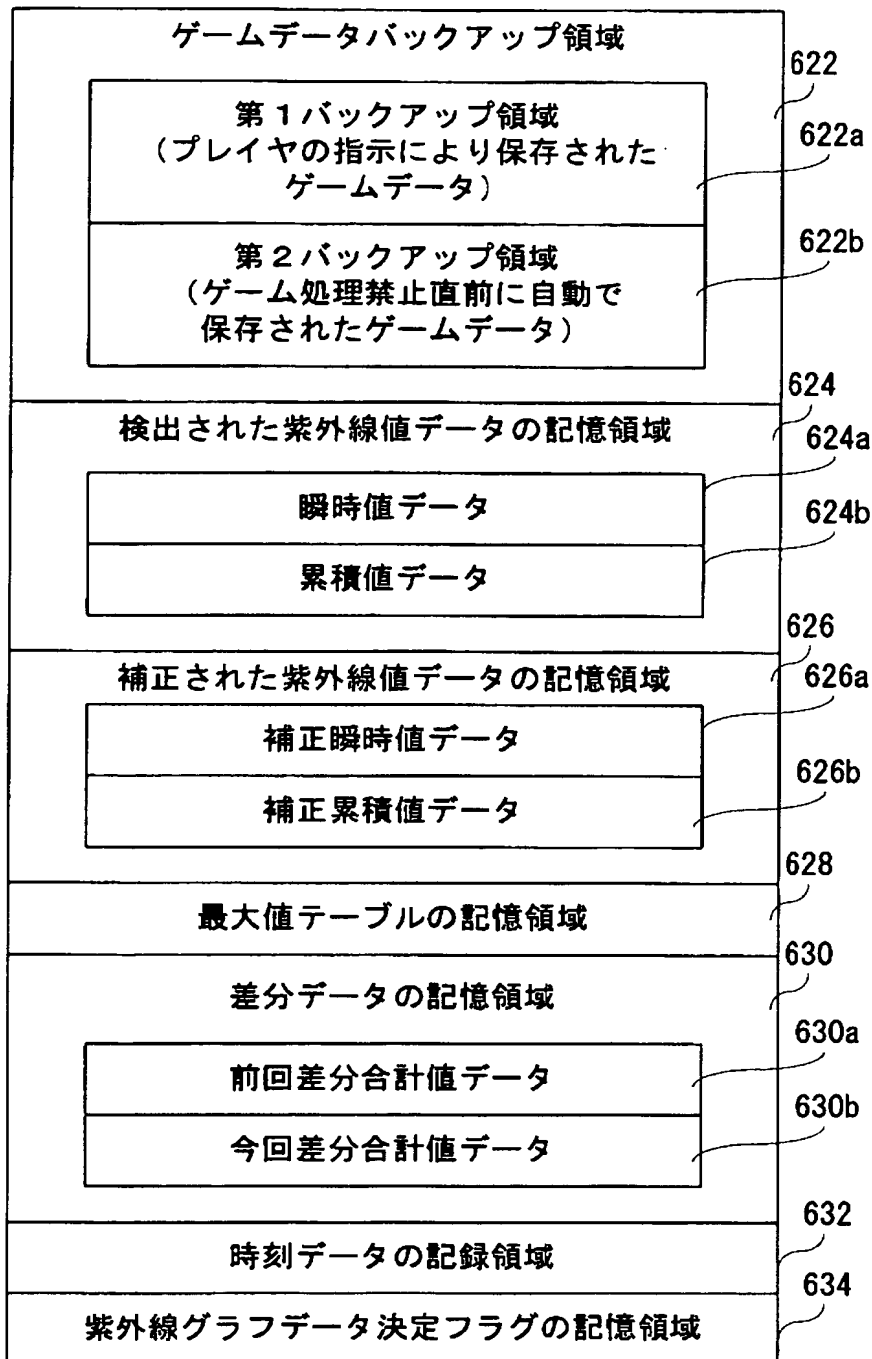 ゲームデータバックアップ領域
622
第1バックアップ領域
(プレイヤの指示により保存された
ゲームデータ)
622a
第2バックアップ領域
(ゲーム処理禁止直前に自動で
保存されたゲームデータ)
622b
検出された紫外線値データの記憶領域
624
瞬時値データ
624a
累積値データ
624b
補正された紫外線値データの記憶領域
626
補正瞬時値データ
626a
補正累積値データ
626b
最大値テーブルの記憶領域
628
差分データの記憶領域
630
前回差分合計値データ
630a
今回差分合計値データ
630b
時刻データの記録領域
632
紫外線グラフデータ決定フラグの記憶領域
634